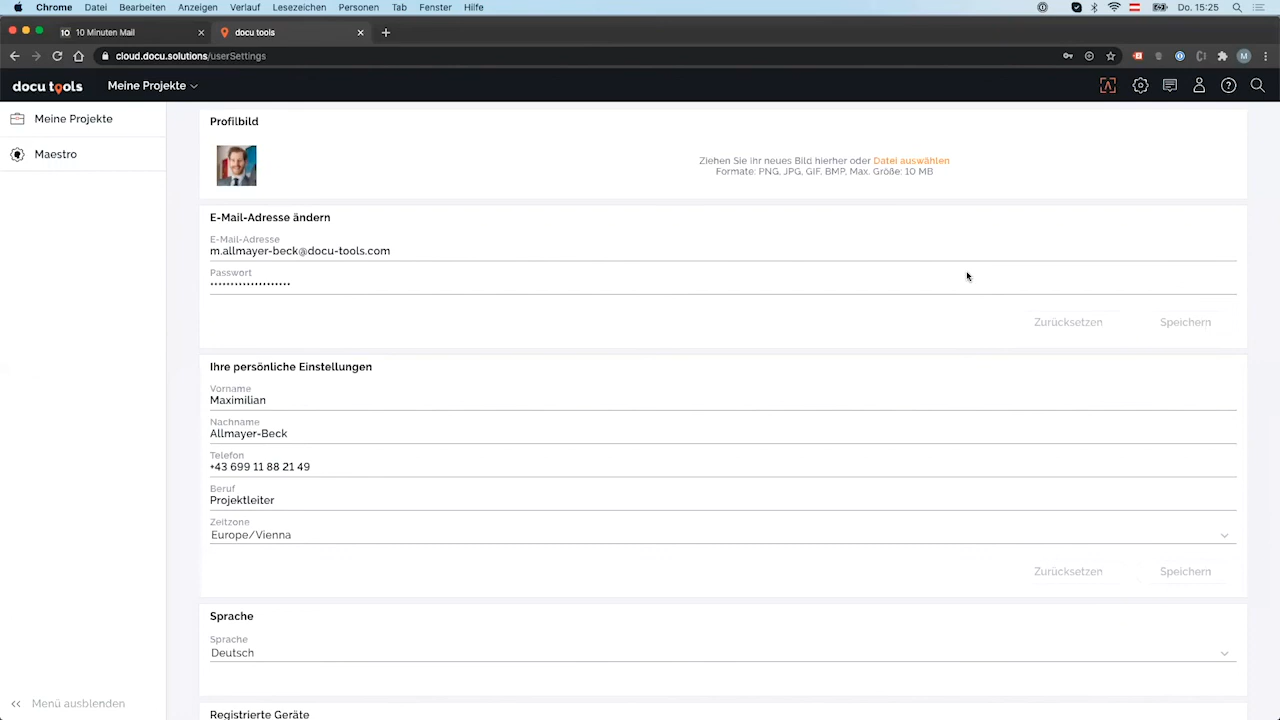 Chrome Datei Bearbeiten Anzeigen Verlauf Lesezeichen Personen Tab Fenster Hilfe Do. 15:25
10 10 Minuten Mail docu tools
cloud.docu.solutions/userSettings M
docu tools Meine Projekte
Meine Projekte
Maestro
Profilbild
Ziehen Sie ihr neues Bild hierher oder Datei auswählen
Formate: PNG, JPG, GIF, BMP, Max. Größe: 10 MB
E-Mail-Adresse ändern
E-Mail-Adresse
m.allmayer-beck@docu-tools.com
Passwort
Zurücksetzen Speichern
Ihre persönliche Einstellungen
Vorname
Maximilian
Nachname
Allmayer-Beck
Telefon
+43 699 11 88 21 49
Beruf
Projektleiter
Zeitzone
Europe/Vienna
Zurücksetzen Speichern
Sprache
Sprache
Deutsch
Registrierte Geräte
Menü ausblenden